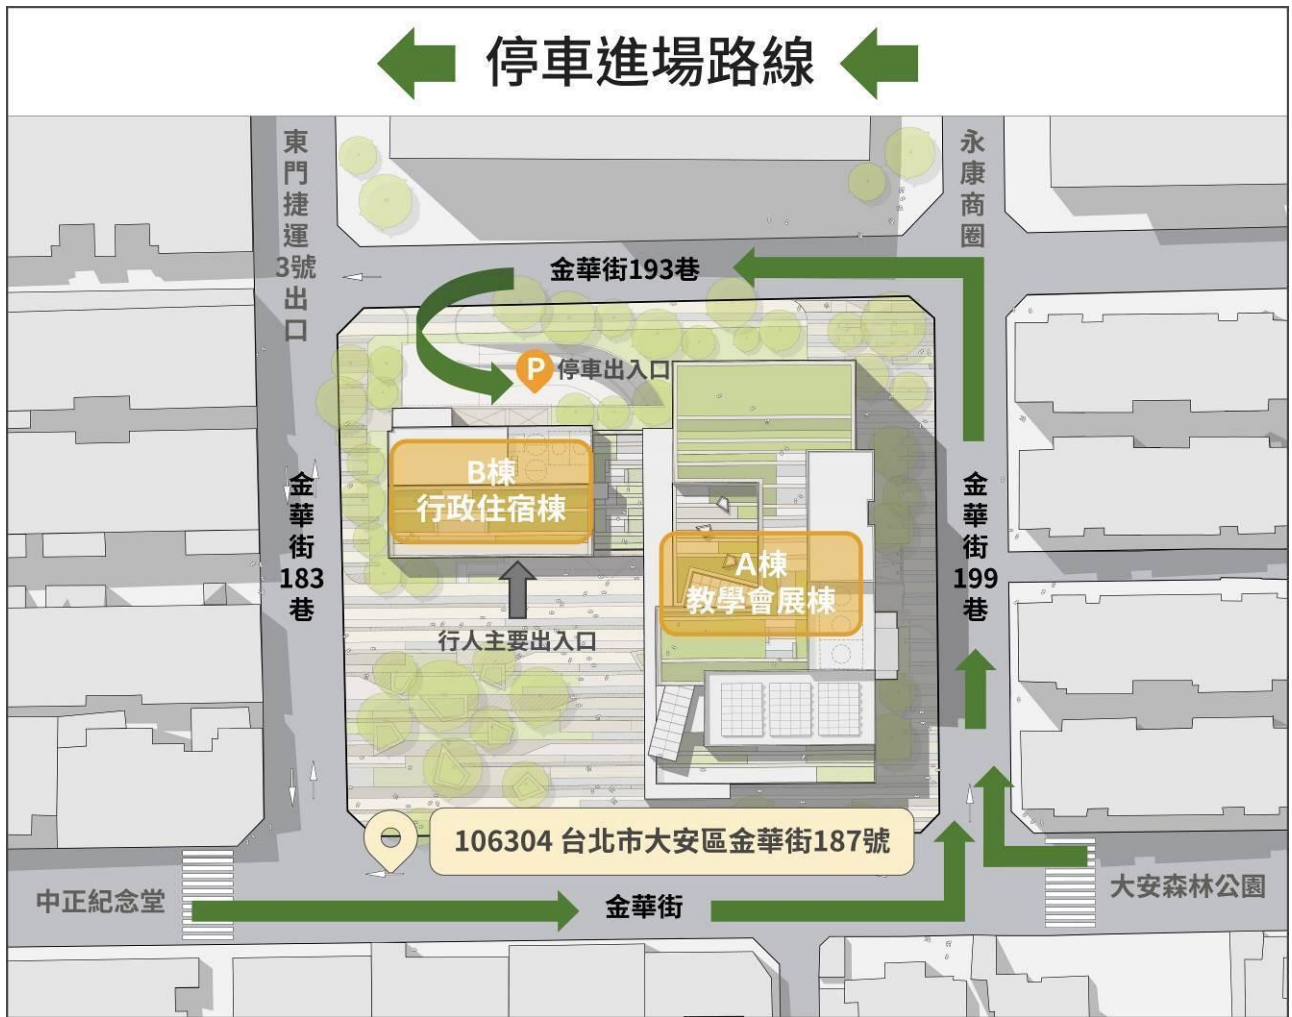 停車進場路線
東門捷運3號出口
永康商圈
金華街193巷
P 停車出入口
B棟
行政住宿棟
金華街183巷
A棟
教學會展棟
金華街199巷
行人主要出入口
106304 台北市大安區金華街187號
中正紀念堂
金華街
大安森林公園